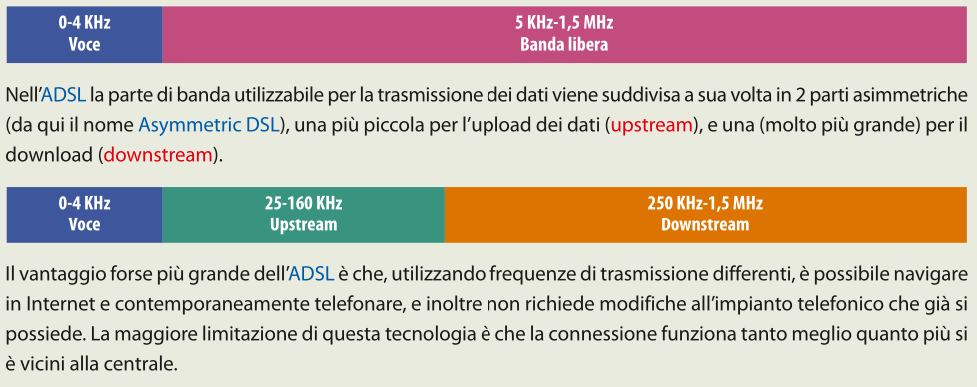 0-4 KHz 5 KHz-1,5 MHz
Voce Banda libera
Nell’ADSL la parte di banda utilizzabile per la trasmissione dei dati viene suddivisa a sua volta in 2 parti asimmetriche
(da qui il nome Asymmetric DSL), una più piccola per l’upload dei dati (upstream), e una (molto più grande) per il
download (downstream).
0-4 KHz 25-160 KHz 250 KHz-1,5 MHz
Voce Upstream Downstream
Il vantaggio forse più grande dell’ADSL è che, utilizzando frequenze di trasmissione differenti, è possibile navigare
in Internet e contemporaneamente telefonare, e inoltre non richiede modifiche all’impianto telefonico che già si
possiede. La maggiore limitazione di questa tecnologia è che la connessione funziona tanto meglio quanto più si
è vicini alla centrale.